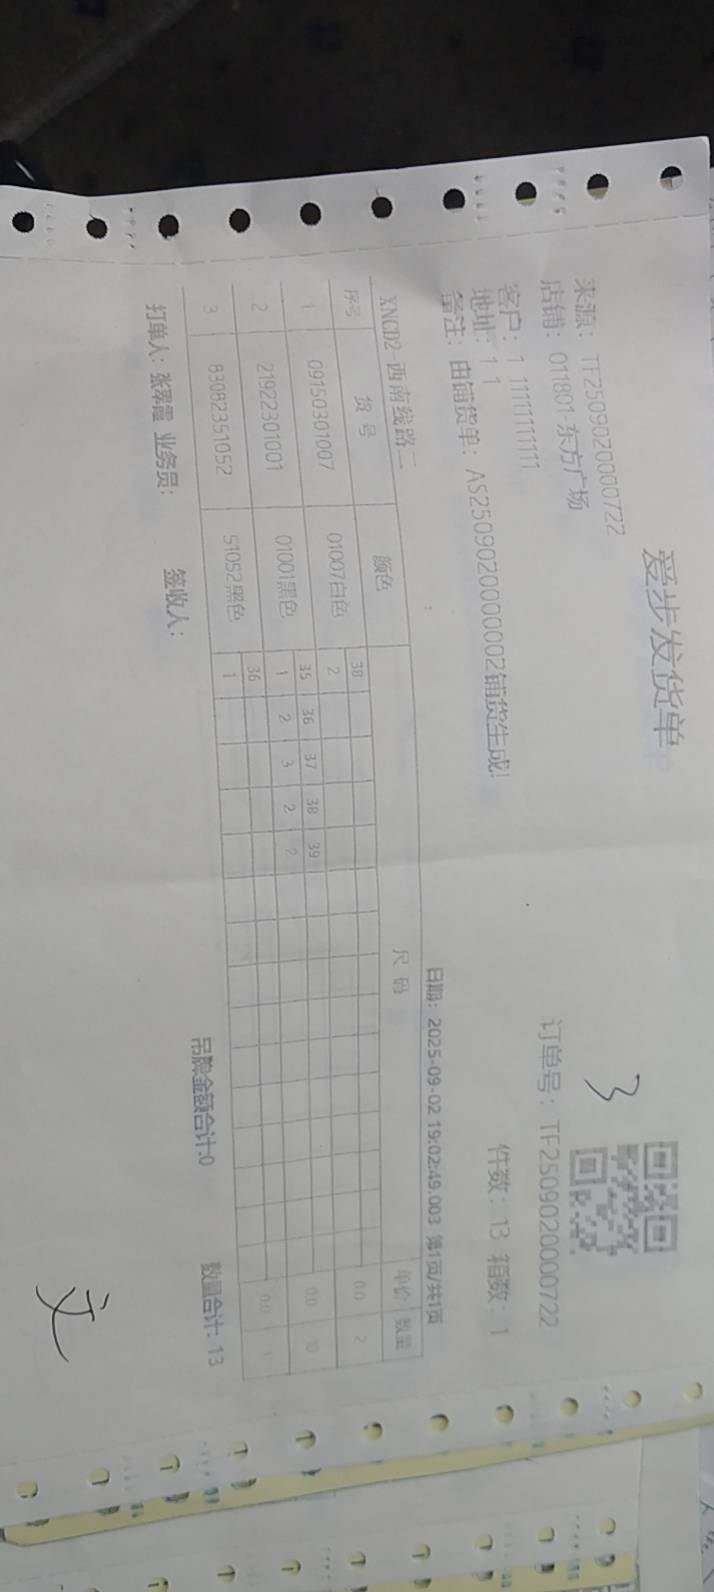 爱步发货单
3
来源：TF2509020000722
店铺：011801-东方广场
订单号：TF2509020000722
客户：1 11111111111
地址：1 1
件数：13 箱数：1
备注：由铺货单：AS2509020000002铺货生成!
日期：2025-09-02 19:02:49.003 第1页/共1页
XNCD2-西南线路二
序号 货号 颜色 尺码 单价 数量
38
1 09150301007 01007白色 2 0.0 2
35 36 37 38 39
2 21922301001 01001黑色 1 2 3 2 2 0.0 10
36
3 83082351052 51052黑色 1 0.0 1
吊牌金额合计:0 数量合计: 13
打单人：张翠霞 业务员： 签收人：